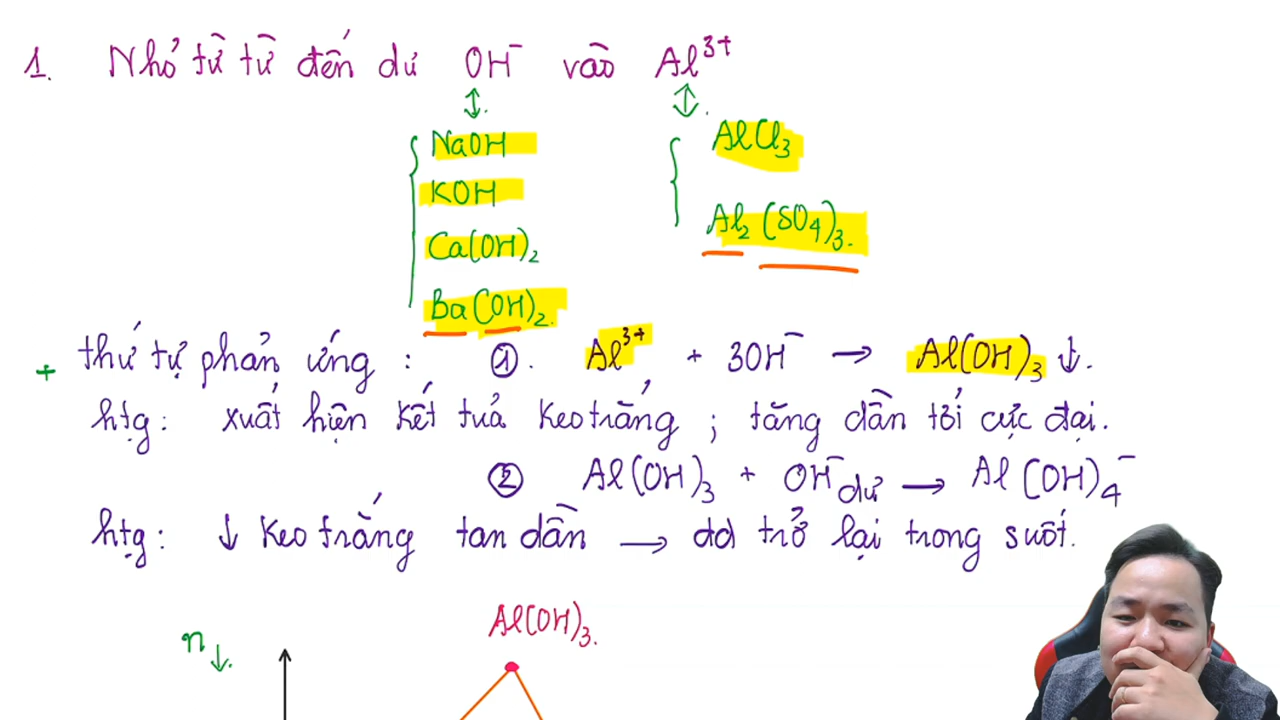 1. Nhỏ từ từ đến dư OH⁻ vào Al³⁺
NaOH
KOH
Ca(OH)₂
Ba(OH)₂.
AlCl₃
Al₂(SO₄)₃.
+ thứ tự phản ứng : ①. Al³⁺ + 3OH⁻ → Al(OH)₃ ↓.
htg: xuất hiện kết tủa keo trắng ; tăng dần tới cực đại.
② Al(OH)₃ + OH⁻ dư → Al(OH)₄⁻
htg: ↓ keo trắng tan dần → dd trở lại trong suốt.
Al(OH)₃.
n↓.